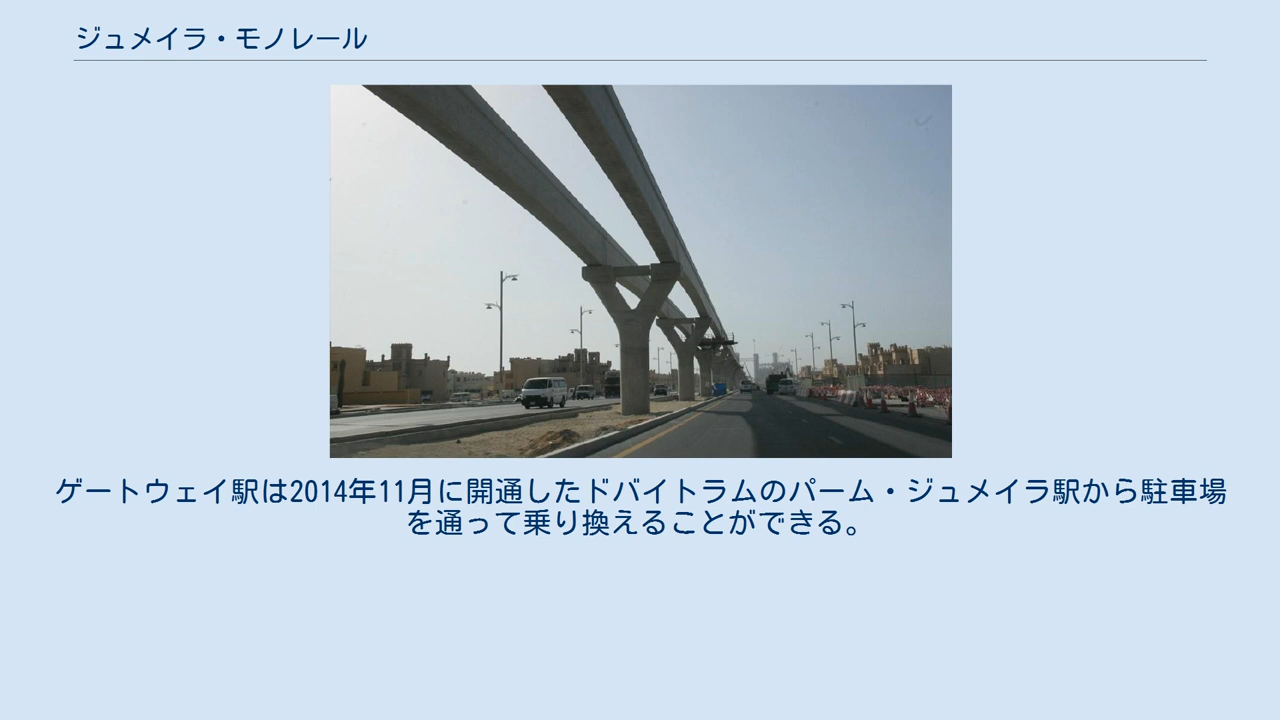 ジュメイラ・モノレール
ゲートウェイ駅は2014年11月に開通したドバイトラムのパーム・ジュメイラ駅から駐車場
を通って乗り換えることができる。